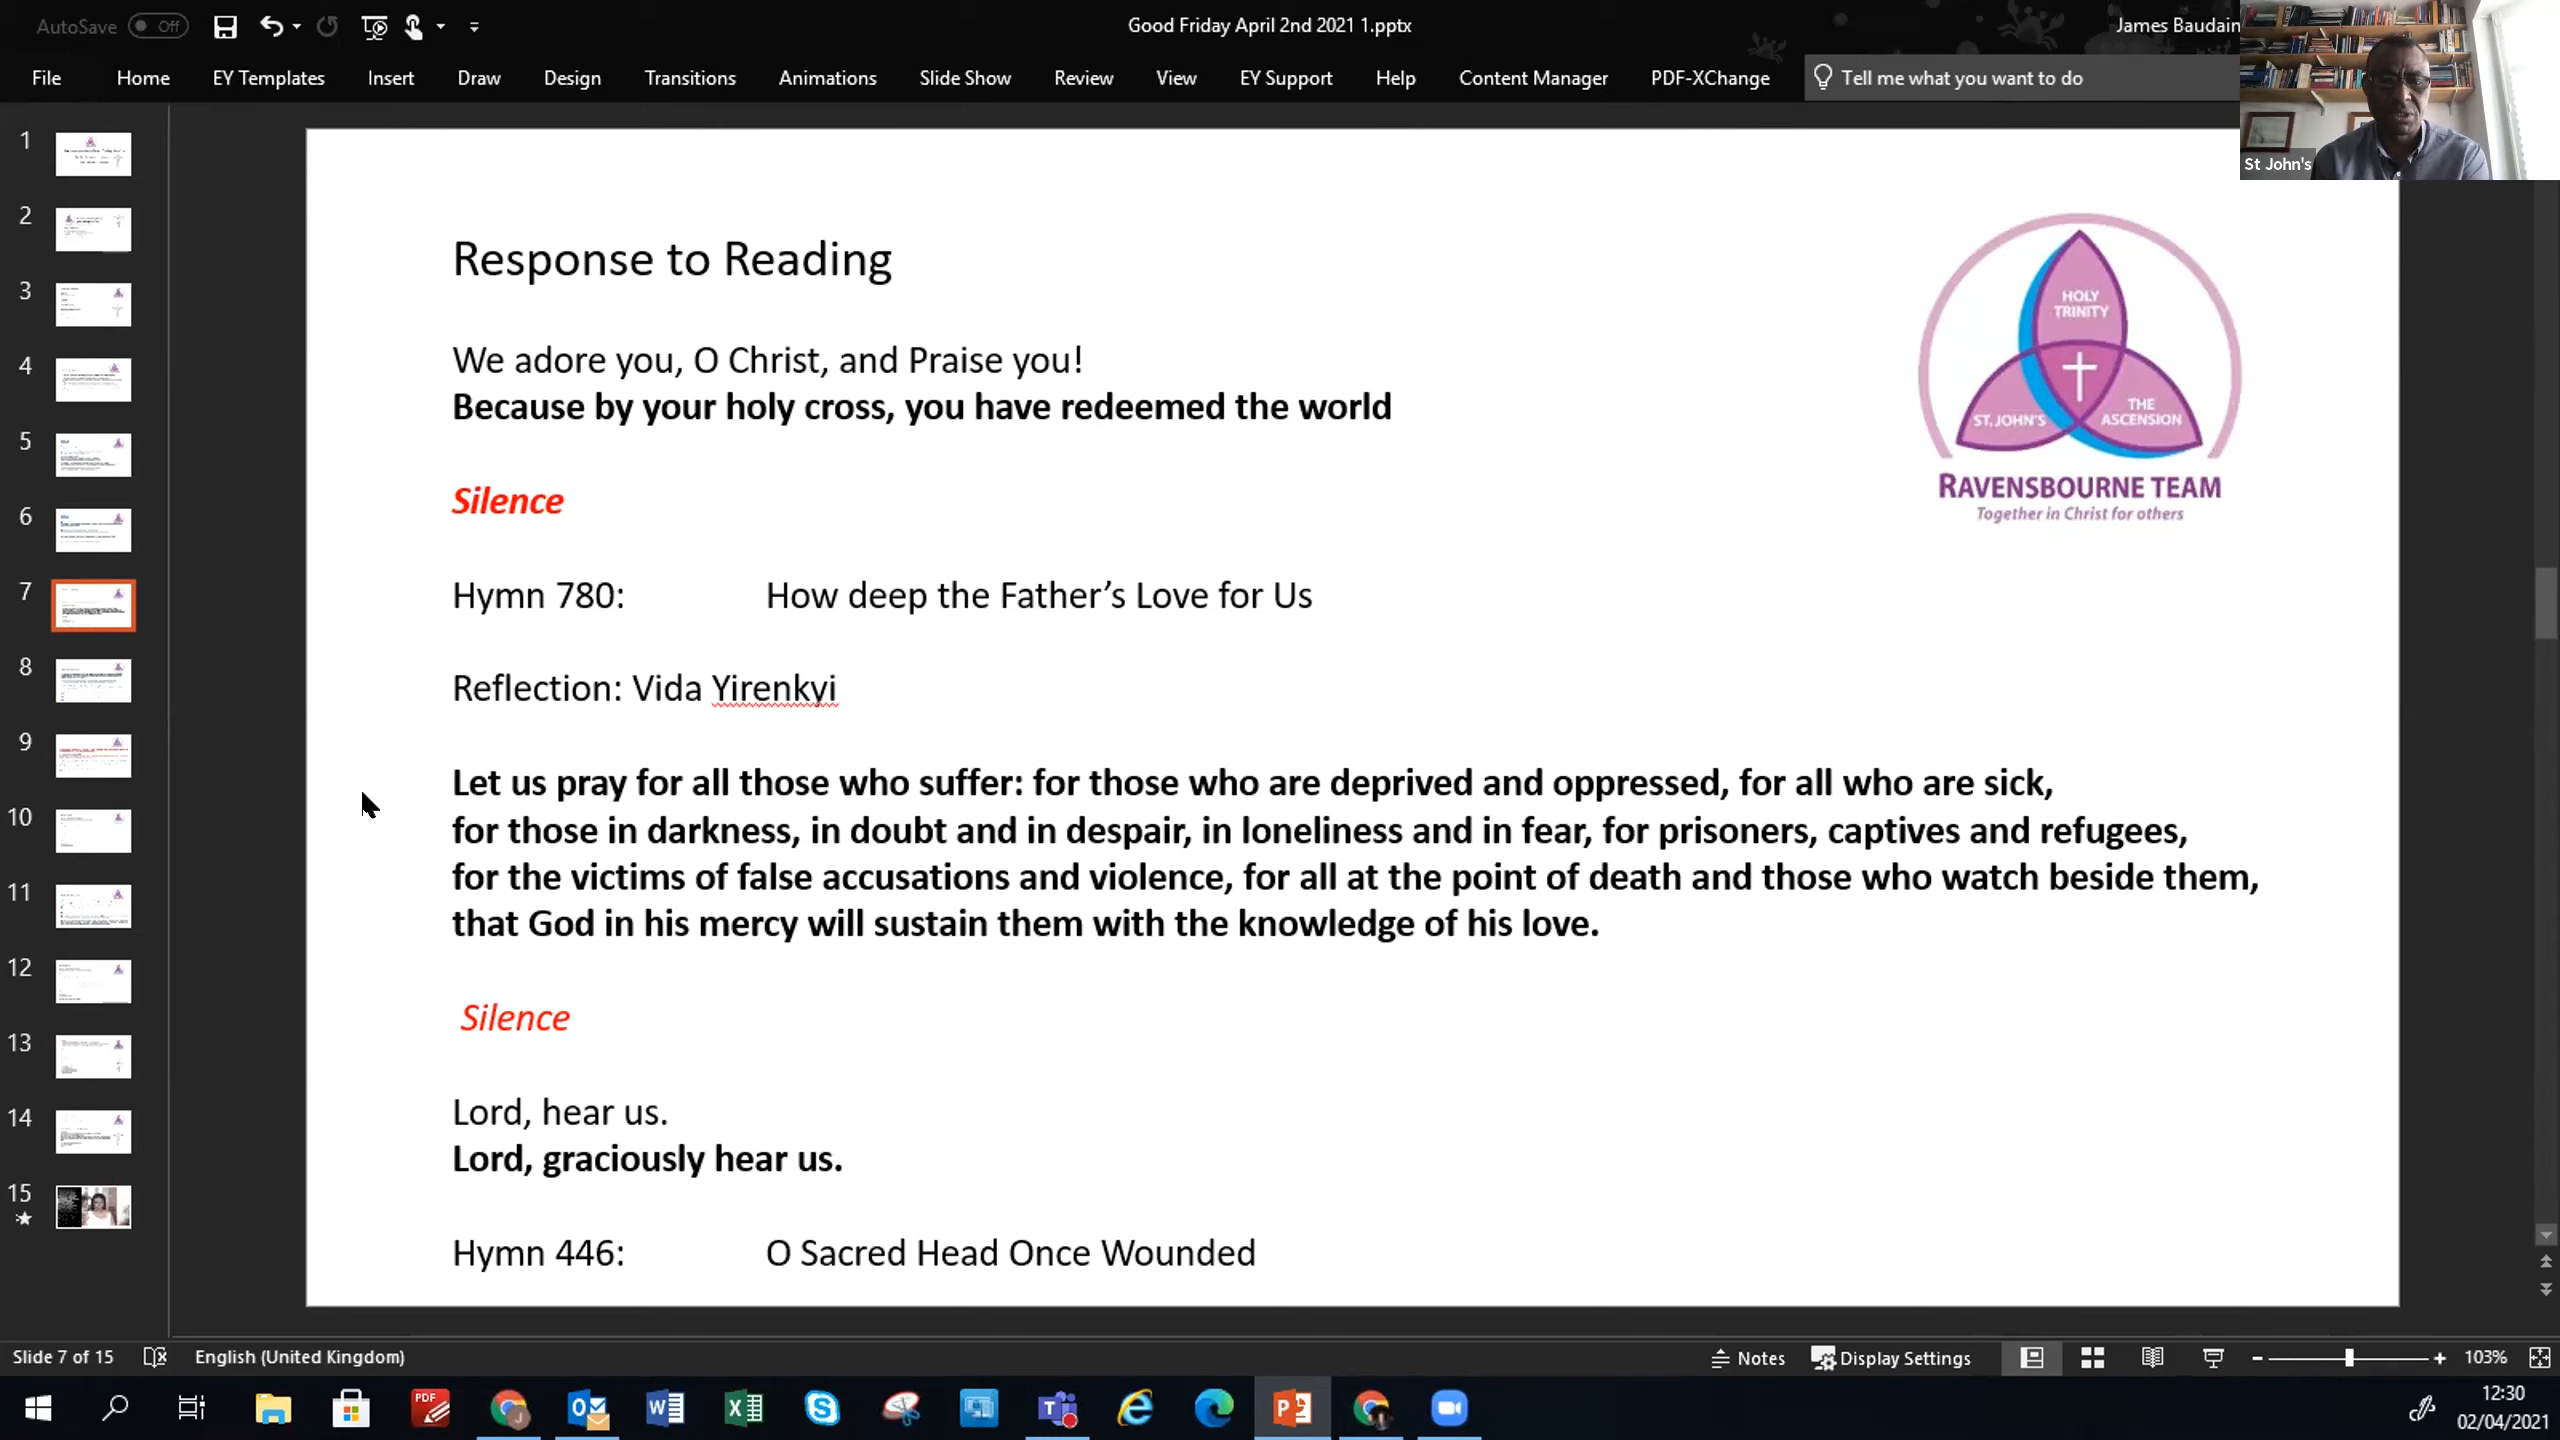 AutoSave Off
Good Friday April 2nd 2021 1.pptx
James Baudain
File Home EY Templates Insert Draw Design Transitions Animations Slide Show Review View EY Support Help Content Manager PDF-XChange Tell me what you want to do
St John's
1
2
3
4
5
6
7
8
9
10
11
12
13
14
15
Response to Reading
We adore you, O Christ, and Praise you!
Because by your holy cross, you have redeemed the world
Silence
Hymn 780: How deep the Father’s Love for Us
Reflection: Vida Yirenkyi
Let us pray for all those who suffer: for those who are deprived and oppressed, for all who are sick,
for those in darkness, in doubt and in despair, in loneliness and in fear, for prisoners, captives and refugees,
for the victims of false accusations and violence, for all at the point of death and those who watch beside them,
that God in his mercy will sustain them with the knowledge of his love.
Silence
Lord, hear us.
Lord, graciously hear us.
Hymn 446: O Sacred Head Once Wounded
HOLY
TRINITY
ST. JOHN'S
THE
ASCENSION
RAVENSBOURNE TEAM
Together in Christ for others
Slide 7 of 15 English (United Kingdom) Notes Display Settings 103%
PDF
12:30
02/04/2021